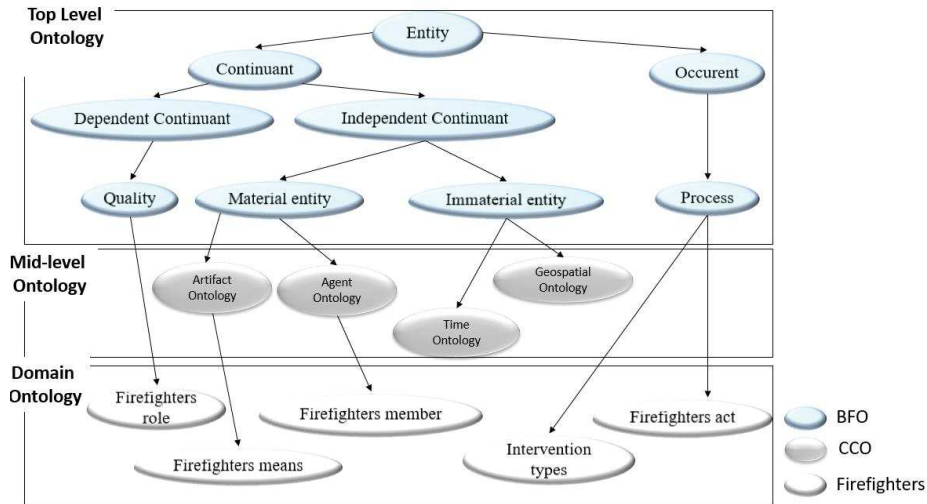 Top Level
Ontology
Entity
Continuant
Occurent
Dependent Continuant
Independent Continuant
Quality
Material entity
Immaterial entity
Process
Mid-level
Ontology
Artifact
Ontology
Agent
Ontology
Geospatial
Ontology
Time
Ontology
Domain
Ontology
Firefighters
role
Firefighters member
Firefighters act
Firefighters means
Intervention
types
BFO
CCO
Firefighters